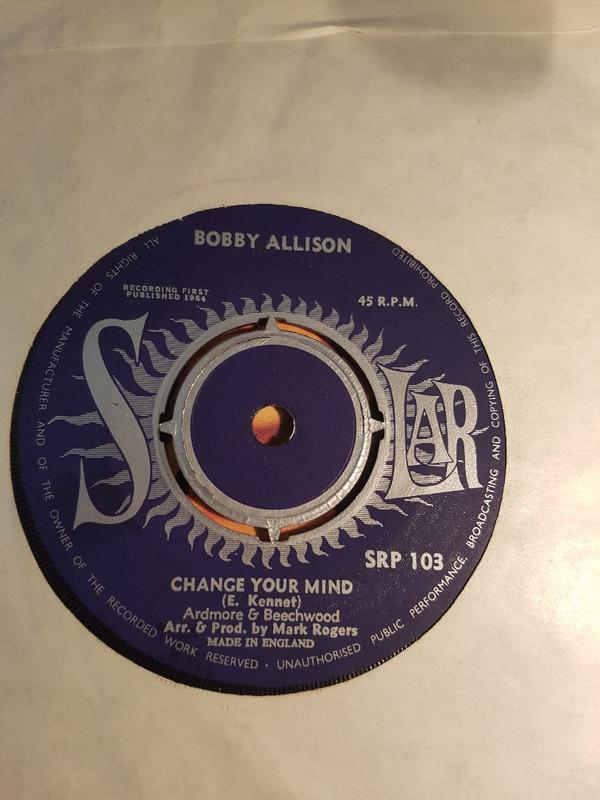 BOBBY ALLISON
RECORDING FIRST
PUBLISHED 1964
45 R.P.M.
SOLAR
SRP 103
CHANGE YOUR MIND
(E. Kennet)
Ardmore & Beechwood
Arr. & Prod. by Mark Rogers
MADE IN ENGLAND
ALL RIGHTS OF THE MANUFACTURER AND OF THE OWNER OF THE RECORDED WORK RESERVED · UNAUTHORISED PUBLIC PERFORMANCE, BROADCASTING AND COPYING OF THIS RECORD PROHIBITED